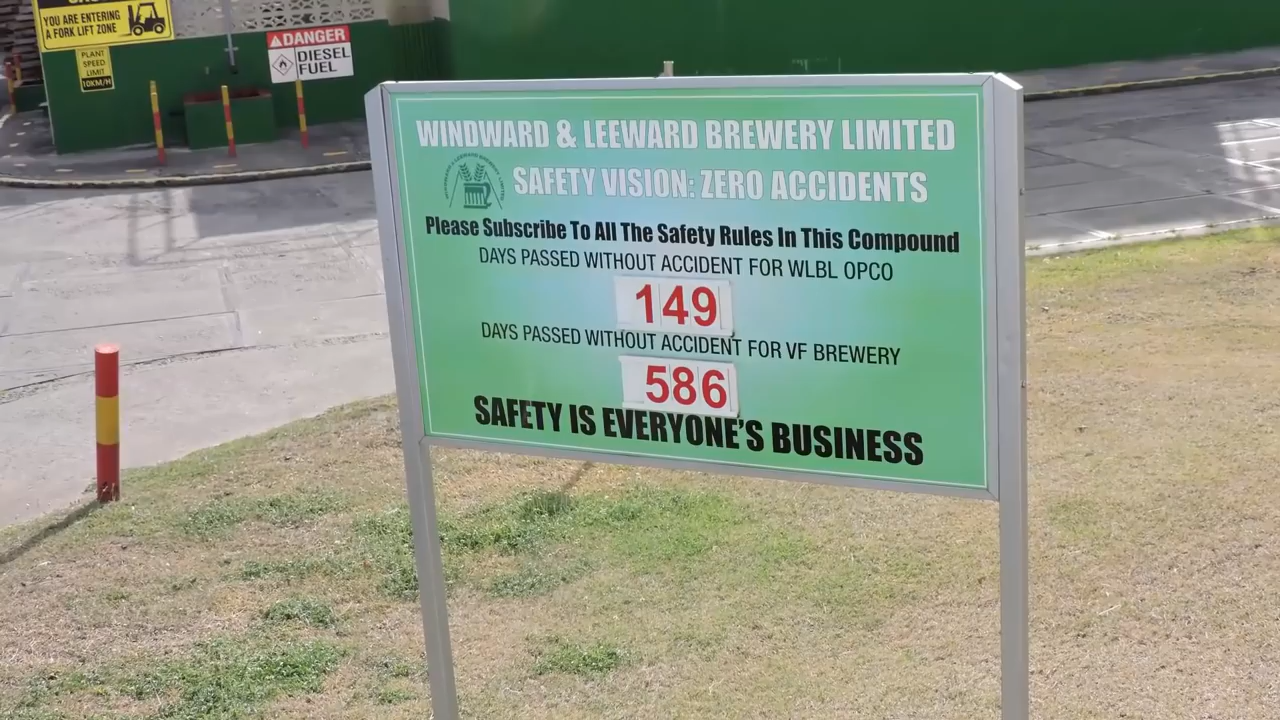 YOU ARE ENTERING
A FORK LIFT ZONE
PLANT
SPEED
LIMIT
10KM/H
DANGER
DIESEL
FUEL
WINDWARD & LEEWARD BREWERY LIMITED
SAFETY VISION: ZERO ACCIDENTS
Please Subscribe To All The Safety Rules In This Compound
DAYS PASSED WITHOUT ACCIDENT FOR WLBL OPCO
149
DAYS PASSED WITHOUT ACCIDENT FOR VF BREWERY
586
SAFETY IS EVERYONE'S BUSINESS